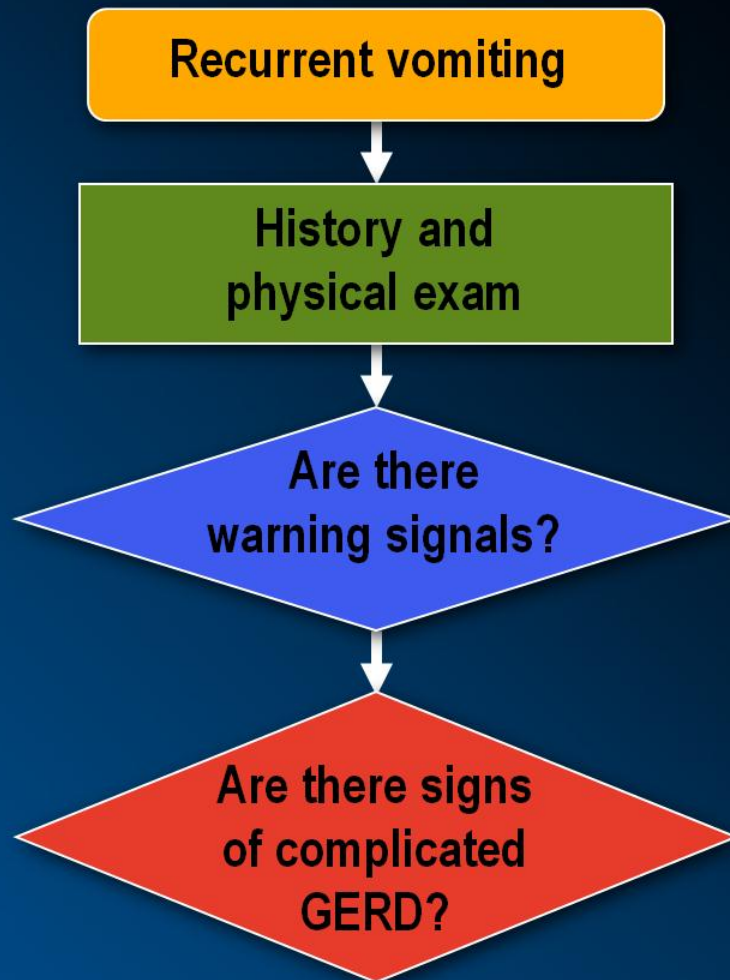 Recurrent vomiting
History and
physical exam
Are there
warning signals?
Are there signs
of complicated
GERD?